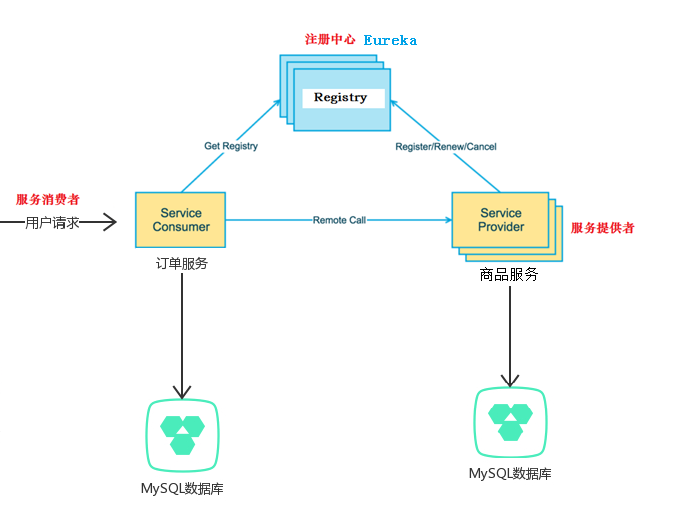 注册中心 Eureka
Registry
Get Registry
Register/Renew/Cancel
服务消费者
用户请求
Service
Consumer
Remote Call
Service
Provider
服务提供者
订单服务
商品服务
MySQL数据库
MySQL数据库